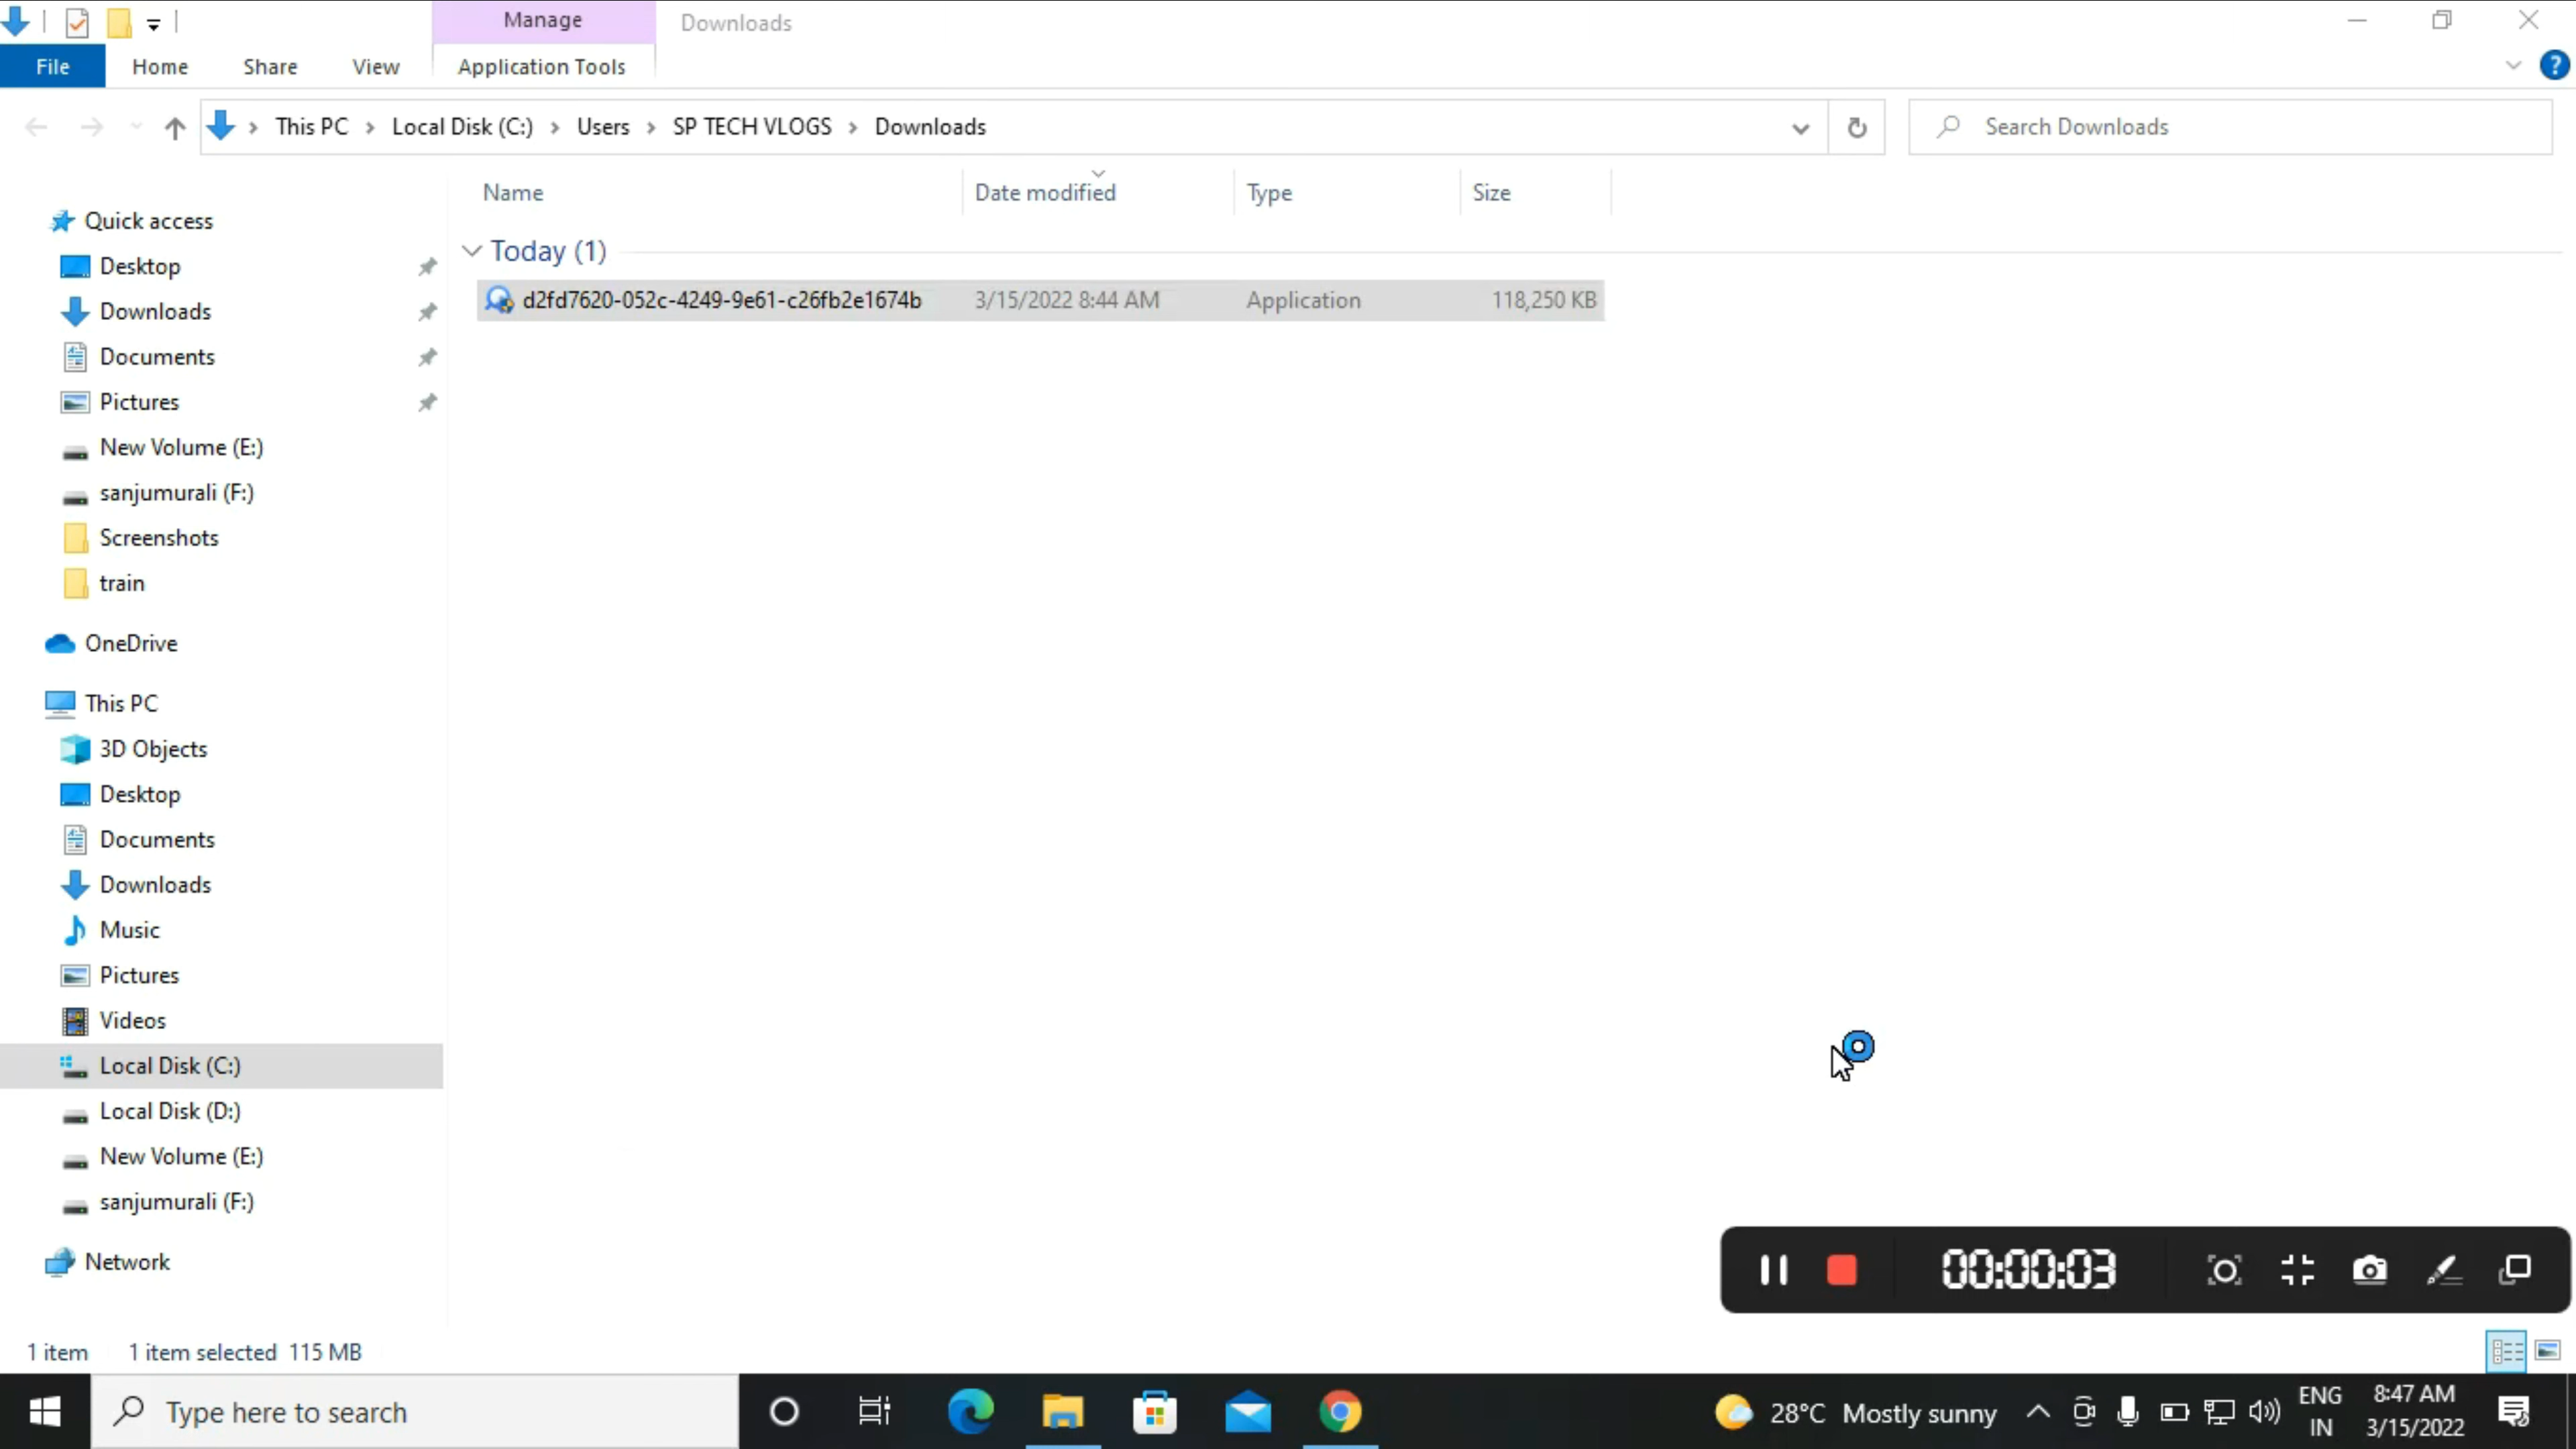 Manage
Downloads
File
Home
Share
View
Application Tools
?
This PC
Local Disk (C:)
Users
SP TECH VLOGS
Downloads
Search Downloads
Name
Date modified
Type
Size
Quick access
Desktop
Downloads
Documents
Pictures
New Volume (E:)
sanjumurali (F:)
Screenshots
train
OneDrive
This PC
3D Objects
Desktop
Documents
Downloads
Music
Pictures
Videos
Local Disk (C:)
Local Disk (D:)
New Volume (E:)
sanjumurali (F:)
Network
Today (1)
d2fd7620-052c-4249-9e61-c26fb2e1674b
3/15/2022 8:44 AM
Application
118,250 KB
00:00:03
1 item
1 item selected 115 MB
Type here to search
28°C Mostly sunny
ENG
IN
8:47 AM
3/15/2022